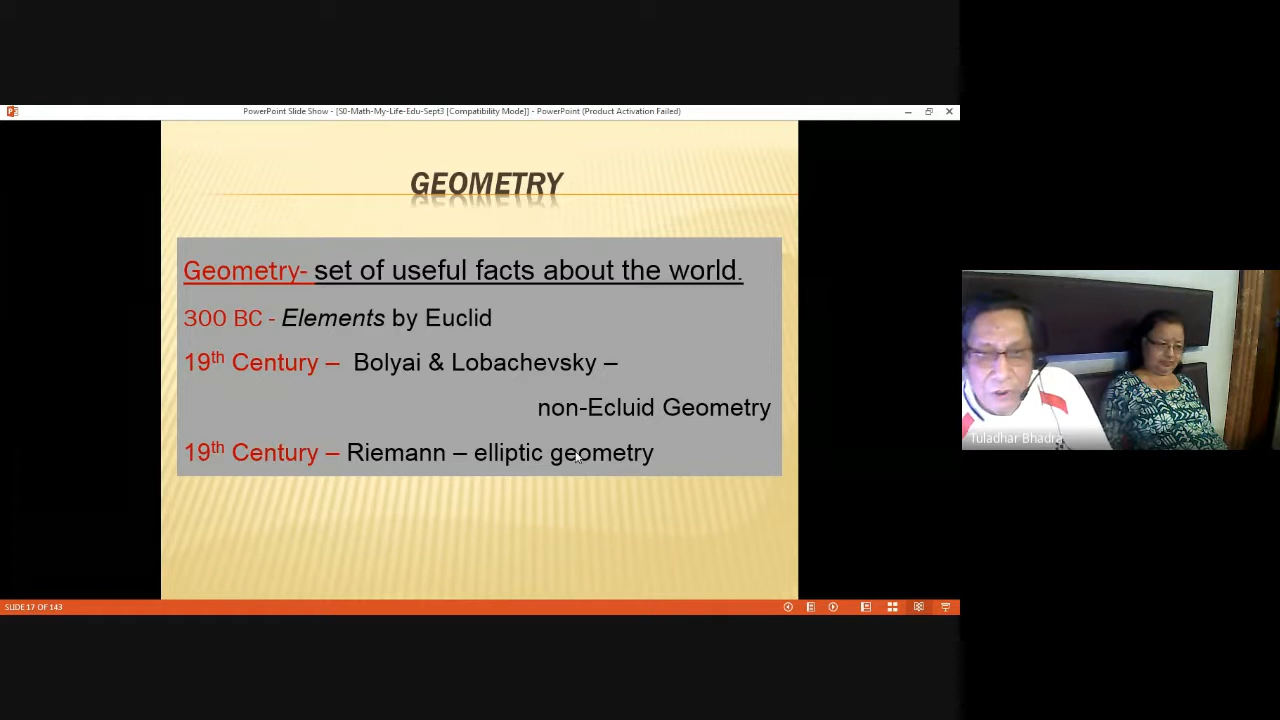 PowerPoint Slide Show - [S0-Math-My-Life-Edu-Sept3 [Compatibility Mode]] - PowerPoint (Product Activation Failed)
GEOMETRY
Geometry- set of useful facts about the world.
300 BC - Elements by Euclid
19th Century – Bolyai & Lobachevsky –
non-Ecluid Geometry
19th Century – Riemann – elliptic geometry
Tuladhar Bhadra
SLIDE 17 OF 143